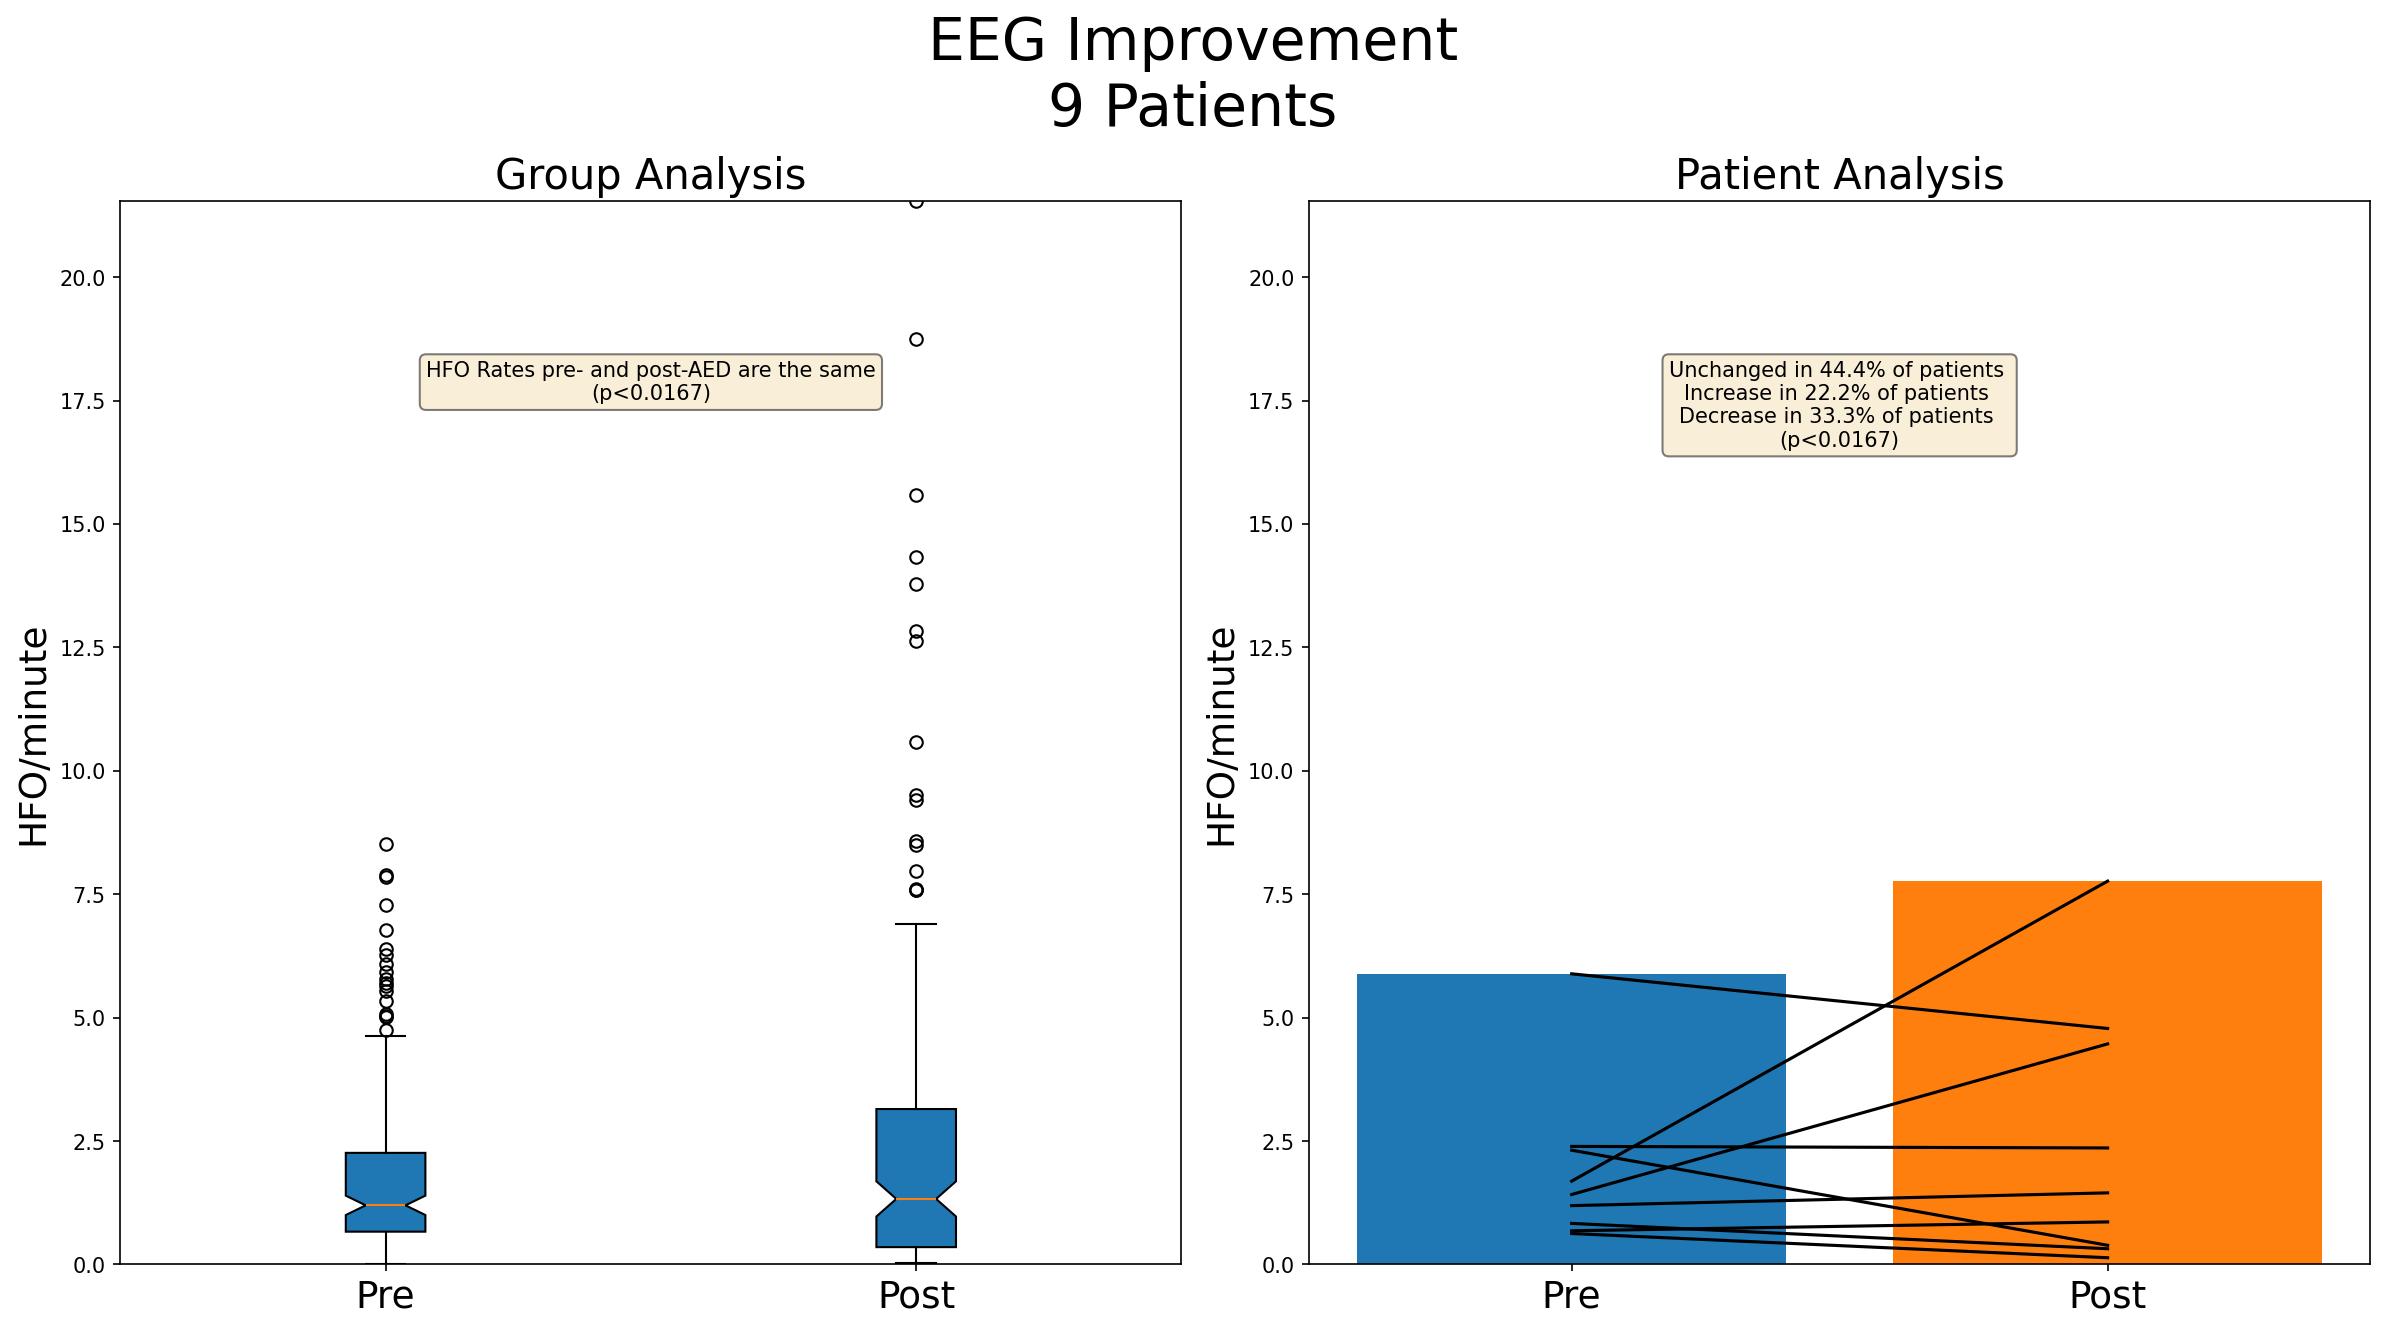 EEG Improvement
9 Patients
Group Analysis
HFO/minute
20.0
17.5
15.0
12.5
10.0
7.5
5.0
2.5
0.0
HFO Rates pre- and post-AED are the same
(p<0.0167)
Pre
Post
Patient Analysis
HFO/minute
20.0
17.5
15.0
12.5
10.0
7.5
5.0
2.5
0.0
Unchanged in 44.4% of patients
Increase in 22.2% of patients
Decrease in 33.3% of patients
(p<0.0167)
Pre
Post